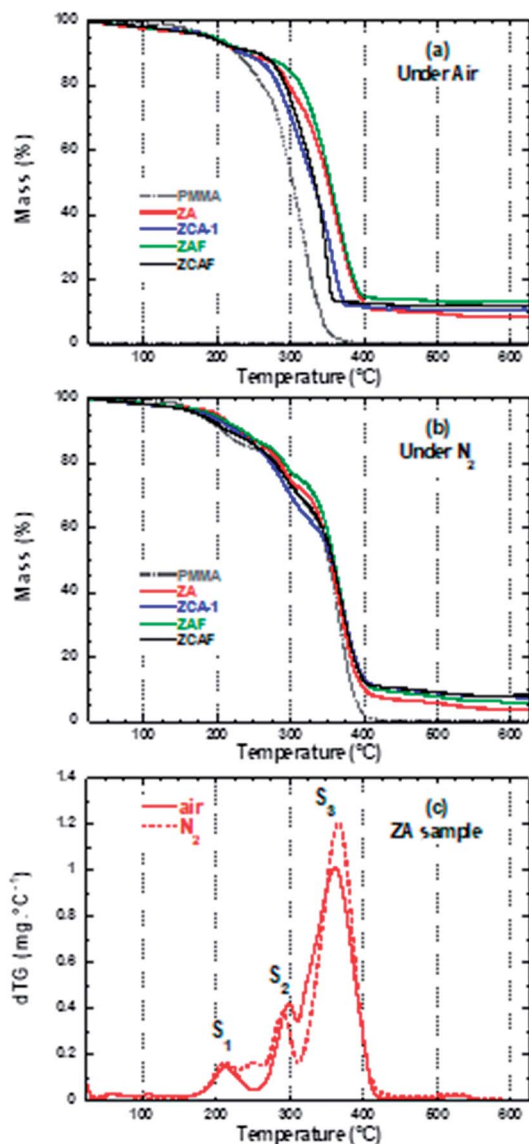 100
80
60
40
20
0
Mass (%)
(a)
Under Air
PMMA
ZA
ZCA-1
ZAF
ZCAF
100 200 300 400 500 600
Temperature (°C)
100
80
60
40
20
0
Mass (%)
(b)
Under N2
PMMA
ZA
ZCA-1
ZAF
ZCAF
100 200 300 400 500 600
Temperature (°C)
1.4
1.2
1
0.8
0.6
0.4
0.2
0
dTG (mg.°C-1)
air
N2
S3
(c)
ZA sample
S2
S1
100 200 300 400 500 600
Temperature (°C)